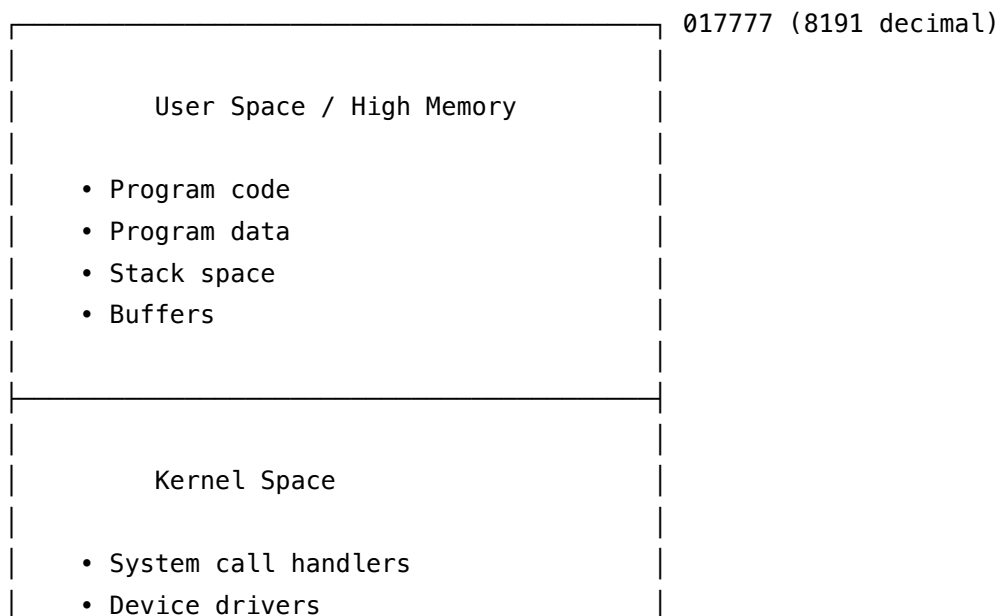 017777 (8191 decimal)
User Space / High Memory
• Program code
• Program data
• Stack space
• Buffers
Kernel Space
• System call handlers
• Device drivers